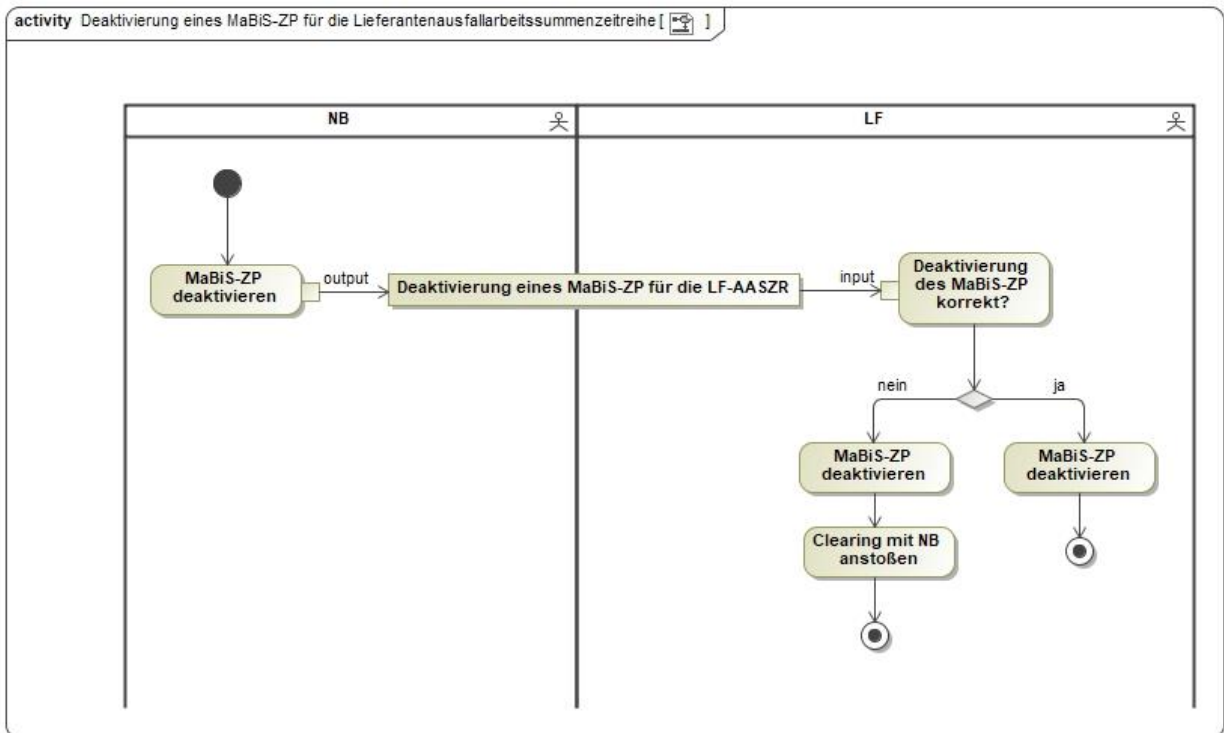 activity Deaktivierung eines MaBiS-ZP für die Lieferantenausfallarbeitssummenzeitreihe [ ]
NB
LF
MaBiS-ZP
deaktivieren
output
Deaktivierung eines MaBiS-ZP für die LF-AASZR
input
Deaktivierung
des MaBiS-ZP
korrekt?
nein
ja
MaBiS-ZP
deaktivieren
MaBiS-ZP
deaktivieren
Clearing mit NB
anstoßen